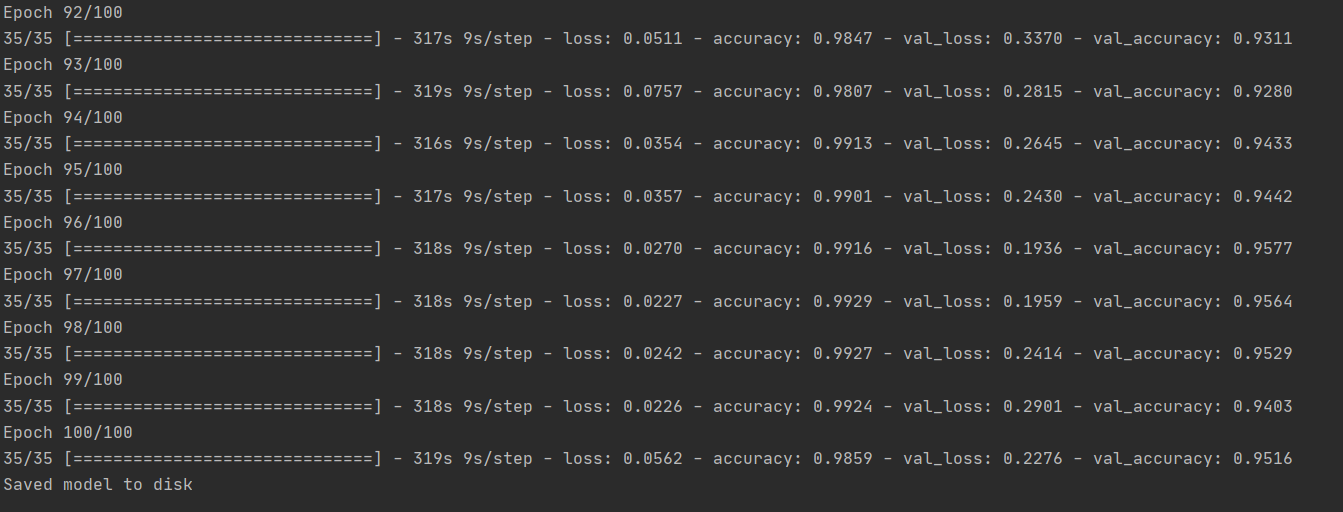 Epoch 92/100
35/35 [==============================] - 317s 9s/step - loss: 0.0511 - accuracy: 0.9847 - val_loss: 0.3370 - val_accuracy: 0.9311
Epoch 93/100
35/35 [==============================] - 319s 9s/step - loss: 0.0757 - accuracy: 0.9807 - val_loss: 0.2815 - val_accuracy: 0.9280
Epoch 94/100
35/35 [==============================] - 316s 9s/step - loss: 0.0354 - accuracy: 0.9913 - val_loss: 0.2645 - val_accuracy: 0.9433
Epoch 95/100
35/35 [==============================] - 317s 9s/step - loss: 0.0357 - accuracy: 0.9901 - val_loss: 0.2430 - val_accuracy: 0.9442
Epoch 96/100
35/35 [==============================] - 318s 9s/step - loss: 0.0270 - accuracy: 0.9916 - val_loss: 0.1936 - val_accuracy: 0.9577
Epoch 97/100
35/35 [==============================] - 318s 9s/step - loss: 0.0227 - accuracy: 0.9929 - val_loss: 0.1959 - val_accuracy: 0.9564
Epoch 98/100
35/35 [==============================] - 318s 9s/step - loss: 0.0242 - accuracy: 0.9927 - val_loss: 0.2414 - val_accuracy: 0.9529
Epoch 99/100
35/35 [==============================] - 318s 9s/step - loss: 0.0226 - accuracy: 0.9924 - val_loss: 0.2901 - val_accuracy: 0.9403
Epoch 100/100
35/35 [==============================] - 319s 9s/step - loss: 0.0562 - accuracy: 0.9859 - val_loss: 0.2276 - val_accuracy: 0.9516
Saved model to disk